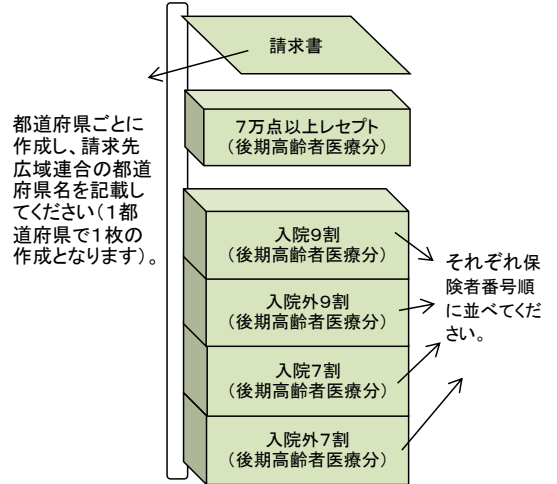 請求書
都道府県ごとに
作成し、請求先
広域連合の都道
府県名を記載し
てください（１都
道府県で１枚の
作成となります）。
７万点以上レセプト
（後期高齢者医療分）
入院９割
（後期高齢者医療分）
入院外９割
（後期高齢者医療分）
入院７割
（後期高齢者医療分）
入院外７割
（後期高齢者医療分）
それぞれ保
険者番号順
に並べてくだ
さい。